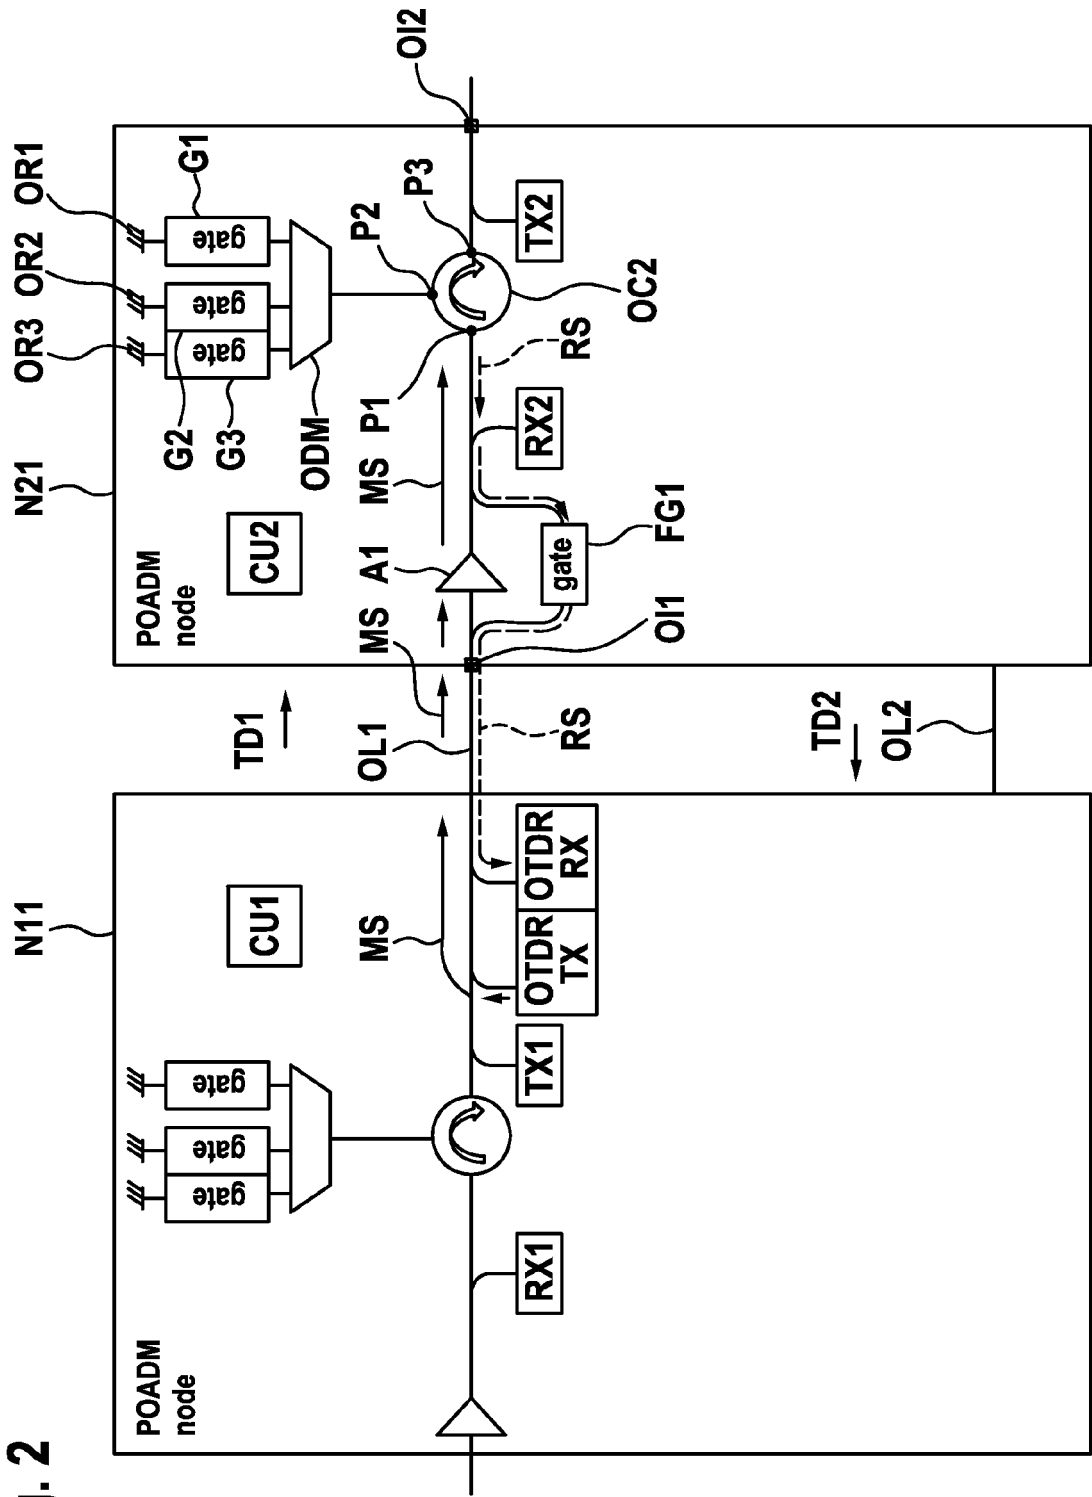 g. 2
N11
N21
POADM
node
gate
gate
gate
CU1
RX1
TX1
OTDR
TX
OTDR
RX
MS
TD1
OL1
MS
RS
TD2
OL2
POADM
node
CU2
OR3
OR2
OR1
gate
gate
gate
G1
G2
G3
ODM
A1
MS
P1
P2
P3
OI2
RX2
RS
OC2
TX2
gate
FG1
OI1